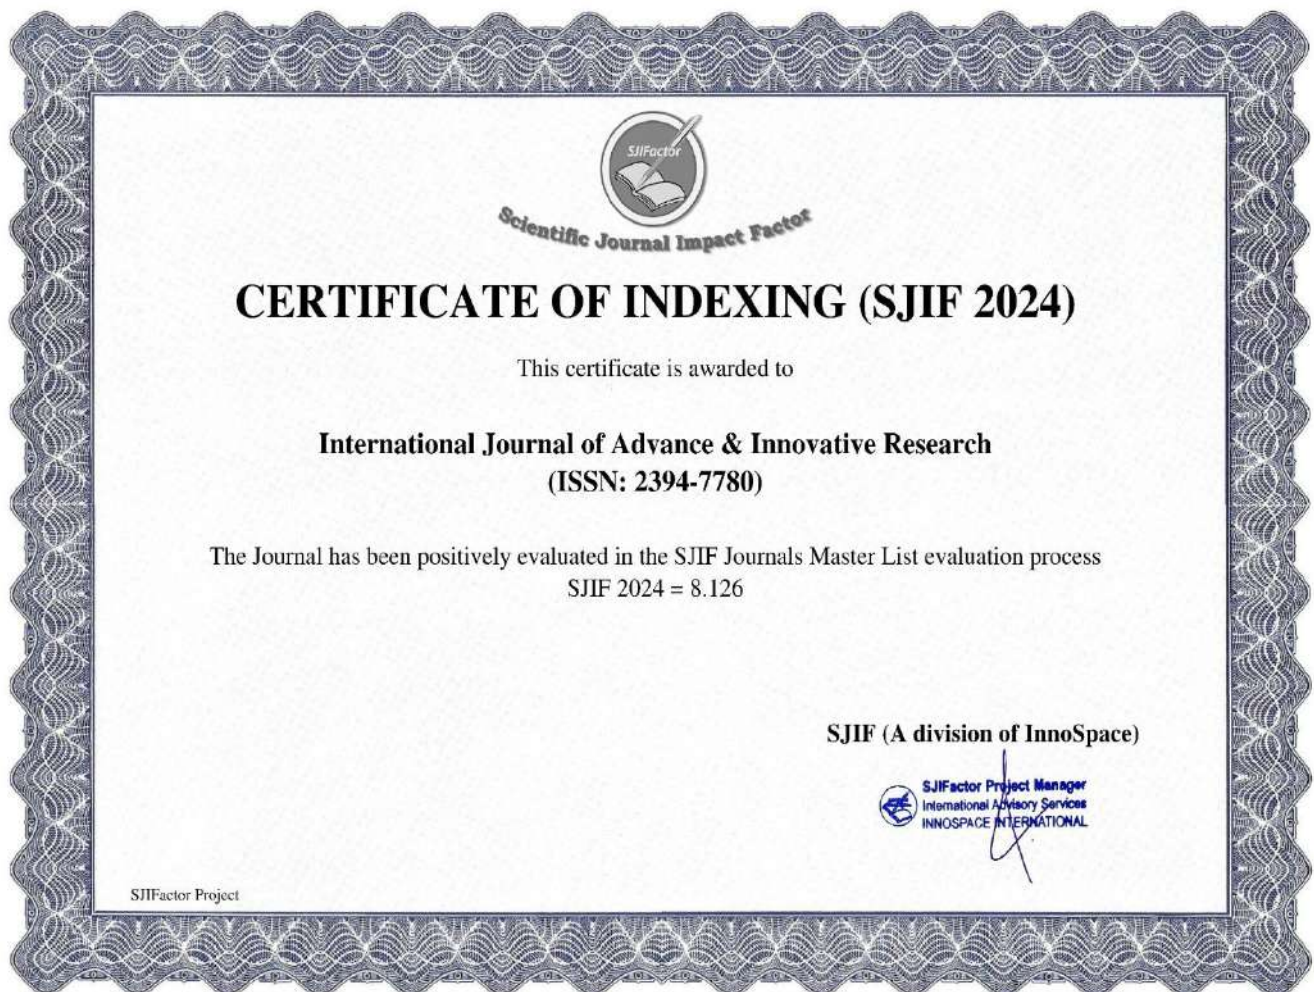 SJIFactor
Scientific Journal Impact Factor
CERTIFICATE OF INDEXING (SJIF 2024)
This certificate is awarded to
International Journal of Advance & Innovative Research
(ISSN: 2394-7780)
The Journal has been positively evaluated in the SJIF Journals Master List evaluation process
SJIF 2024 = 8.126
SJIF (A division of InnoSpace)
SJIFactor Project Manager
International Advisory Services
INNOSPACE INTERNATIONAL
SJIFactor Project